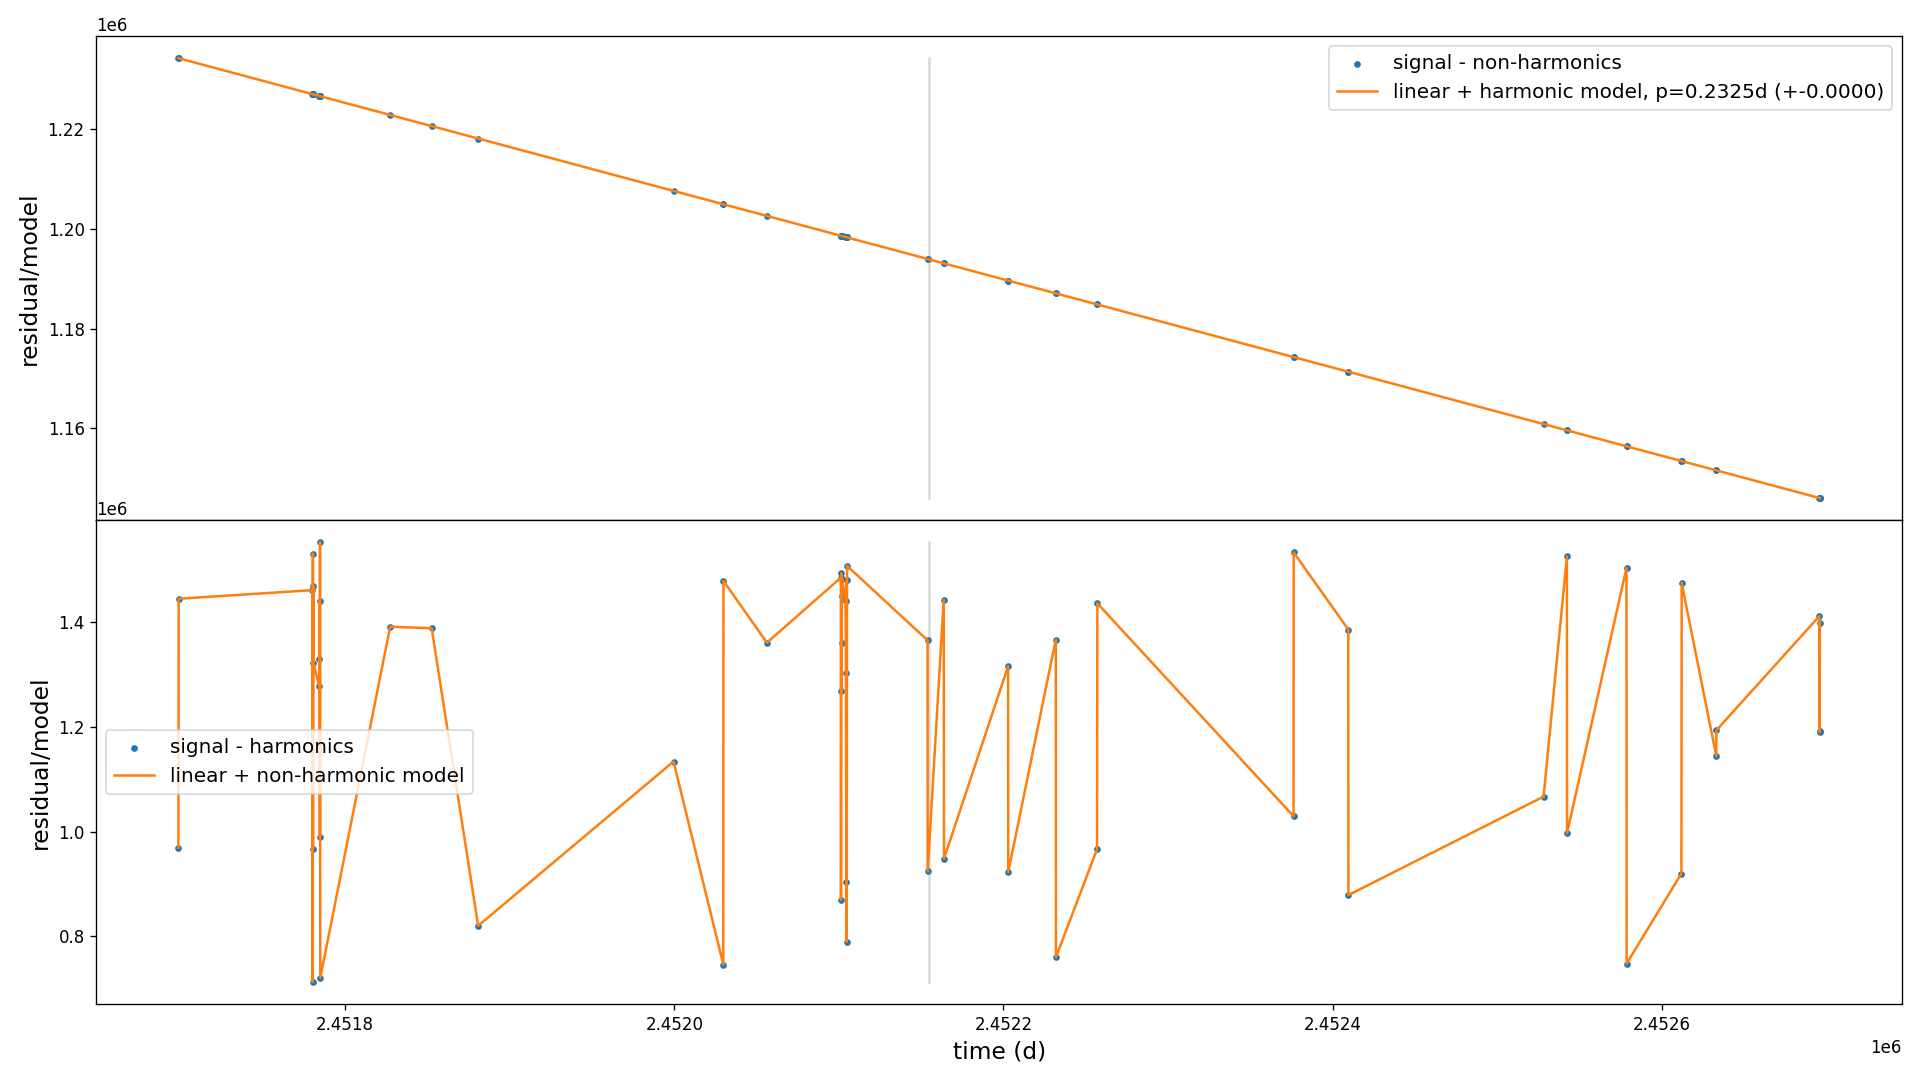 1e6
signal - non-harmonics
linear + harmonic model, p=0.2325d (+-0.0000)
1.22
1.20
1.18
1.16
residual/model
1e6
1.4
1.2
1.0
0.8
residual/model
signal - harmonics
linear + non-harmonic model
2.4518
2.4520
2.4522
2.4524
2.4526
time (d)
1e6